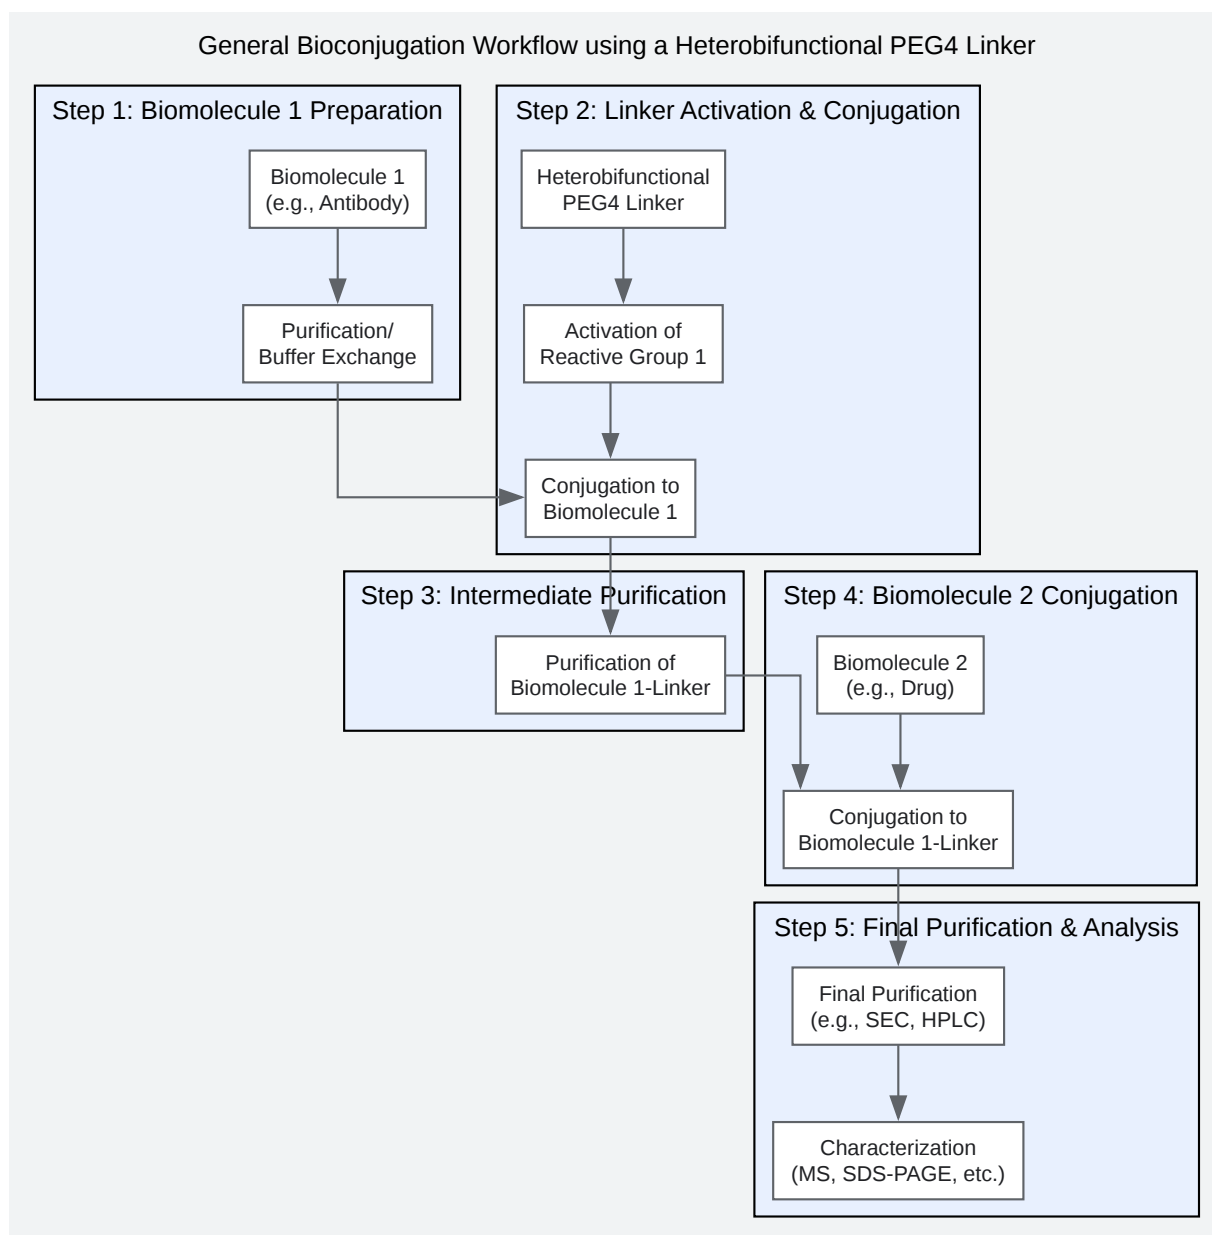 General Bioconjugation Workflow using a Heterobifunctional PEG4 Linker
Step 1: Biomolecule 1 Preparation
Biomolecule 1
(e.g., Antibody)
Purification/
Buffer Exchange
Step 2: Linker Activation & Conjugation
Heterobifunctional
PEG4 Linker
Activation of
Reactive Group 1
Conjugation to
Biomolecule 1
Step 3: Intermediate Purification
Purification of
Biomolecule 1-Linker
Step 4: Biomolecule 2 Conjugation
Biomolecule 2
(e.g., Drug)
Conjugation to
Biomolecule 1-Linker
Step 5: Final Purification & Analysis
Final Purification
(e.g., SEC, HPLC)
Characterization
(MS, SDS-PAGE, etc.)